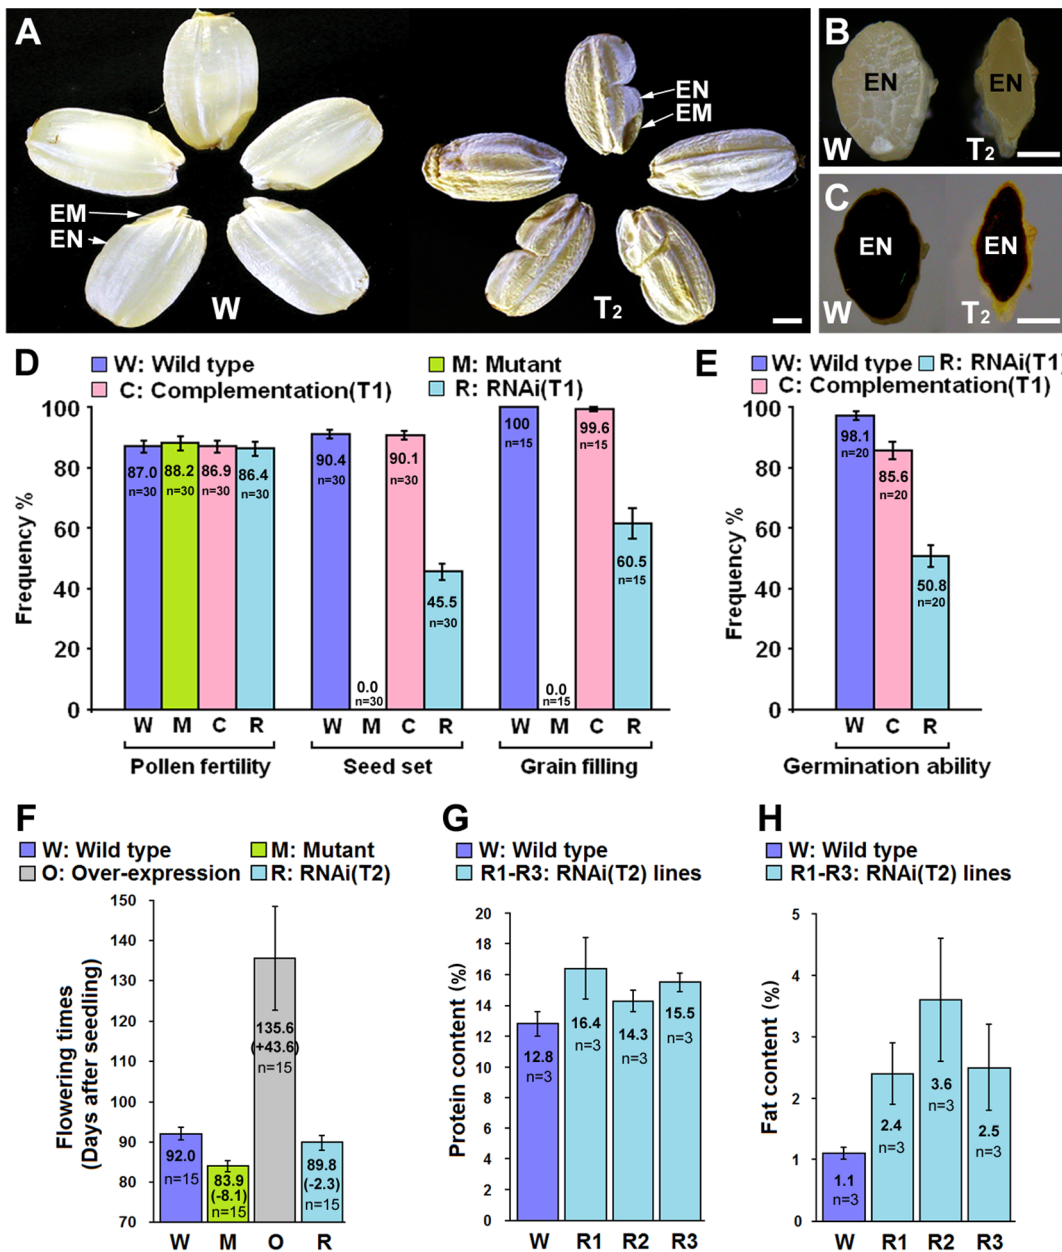 A
EN
EM
EM
EN
W
T2
B
EN
W
T2
C
EN
EN
W
T2
D
W: Wild type
M: Mutant
C: Complementation(T1)
R: RNAi(T1)
Frequency %
100
80
60
40
20
0
87.0
n=30
88.2
n=30
86.9
n=30
86.4
n=30
90.4
n=30
0.0
n=30
90.1
n=30
45.5
n=30
100
n=15
0.0
n=15
99.6
n=15
60.5
n=15
W M C R
W M C R
W M C R
Pollen fertility
Seed set
Grain filling
E
W: Wild type
R: RNAi(T1)
C: Complementation(T1)
Frequency %
100
80
60
40
20
0
98.1
n=20
85.6
n=20
50.8
n=20
W C R
Germination ability
F
W: Wild type
M: Mutant
O: Over-expression
R: RNAi(T2)
Flowering times
(Days after seedling)
150
140
130
120
110
100
90
80
70
92.0
n=15
83.9
(-8.1)
n=15
135.6
(+43.6)
n=15
89.8
(-2.3)
n=15
W M O R
G
W: Wild type
R1-R3: RNAi(T2) lines
Protein content (%)
20
18
16
14
12
10
8
6
4
2
0
12.8
n=3
16.4
n=3
14.3
n=3
15.5
n=3
W R1 R2 R3
H
W: Wild type
R1-R3: RNAi(T2) lines
Fat content (%)
5
4
3
2
1
0
1.1
n=3
2.4
n=3
3.6
n=3
2.5
n=3
W R1 R2 R3